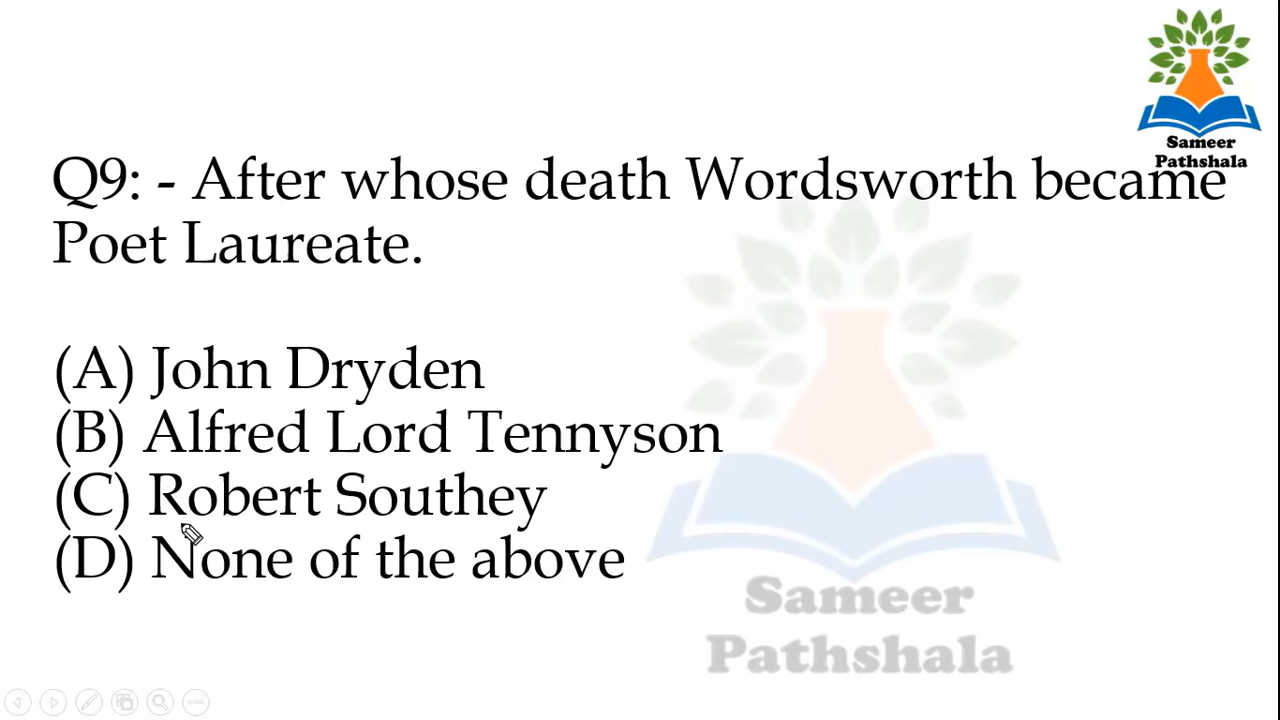 Sameer
Pathshala
Q9: - After whose death Wordsworth became
Poet Laureate.
(A) John Dryden
(B) Alfred Lord Tennyson
(C) Robert Southey
(D) None of the above
Sameer
Pathshala